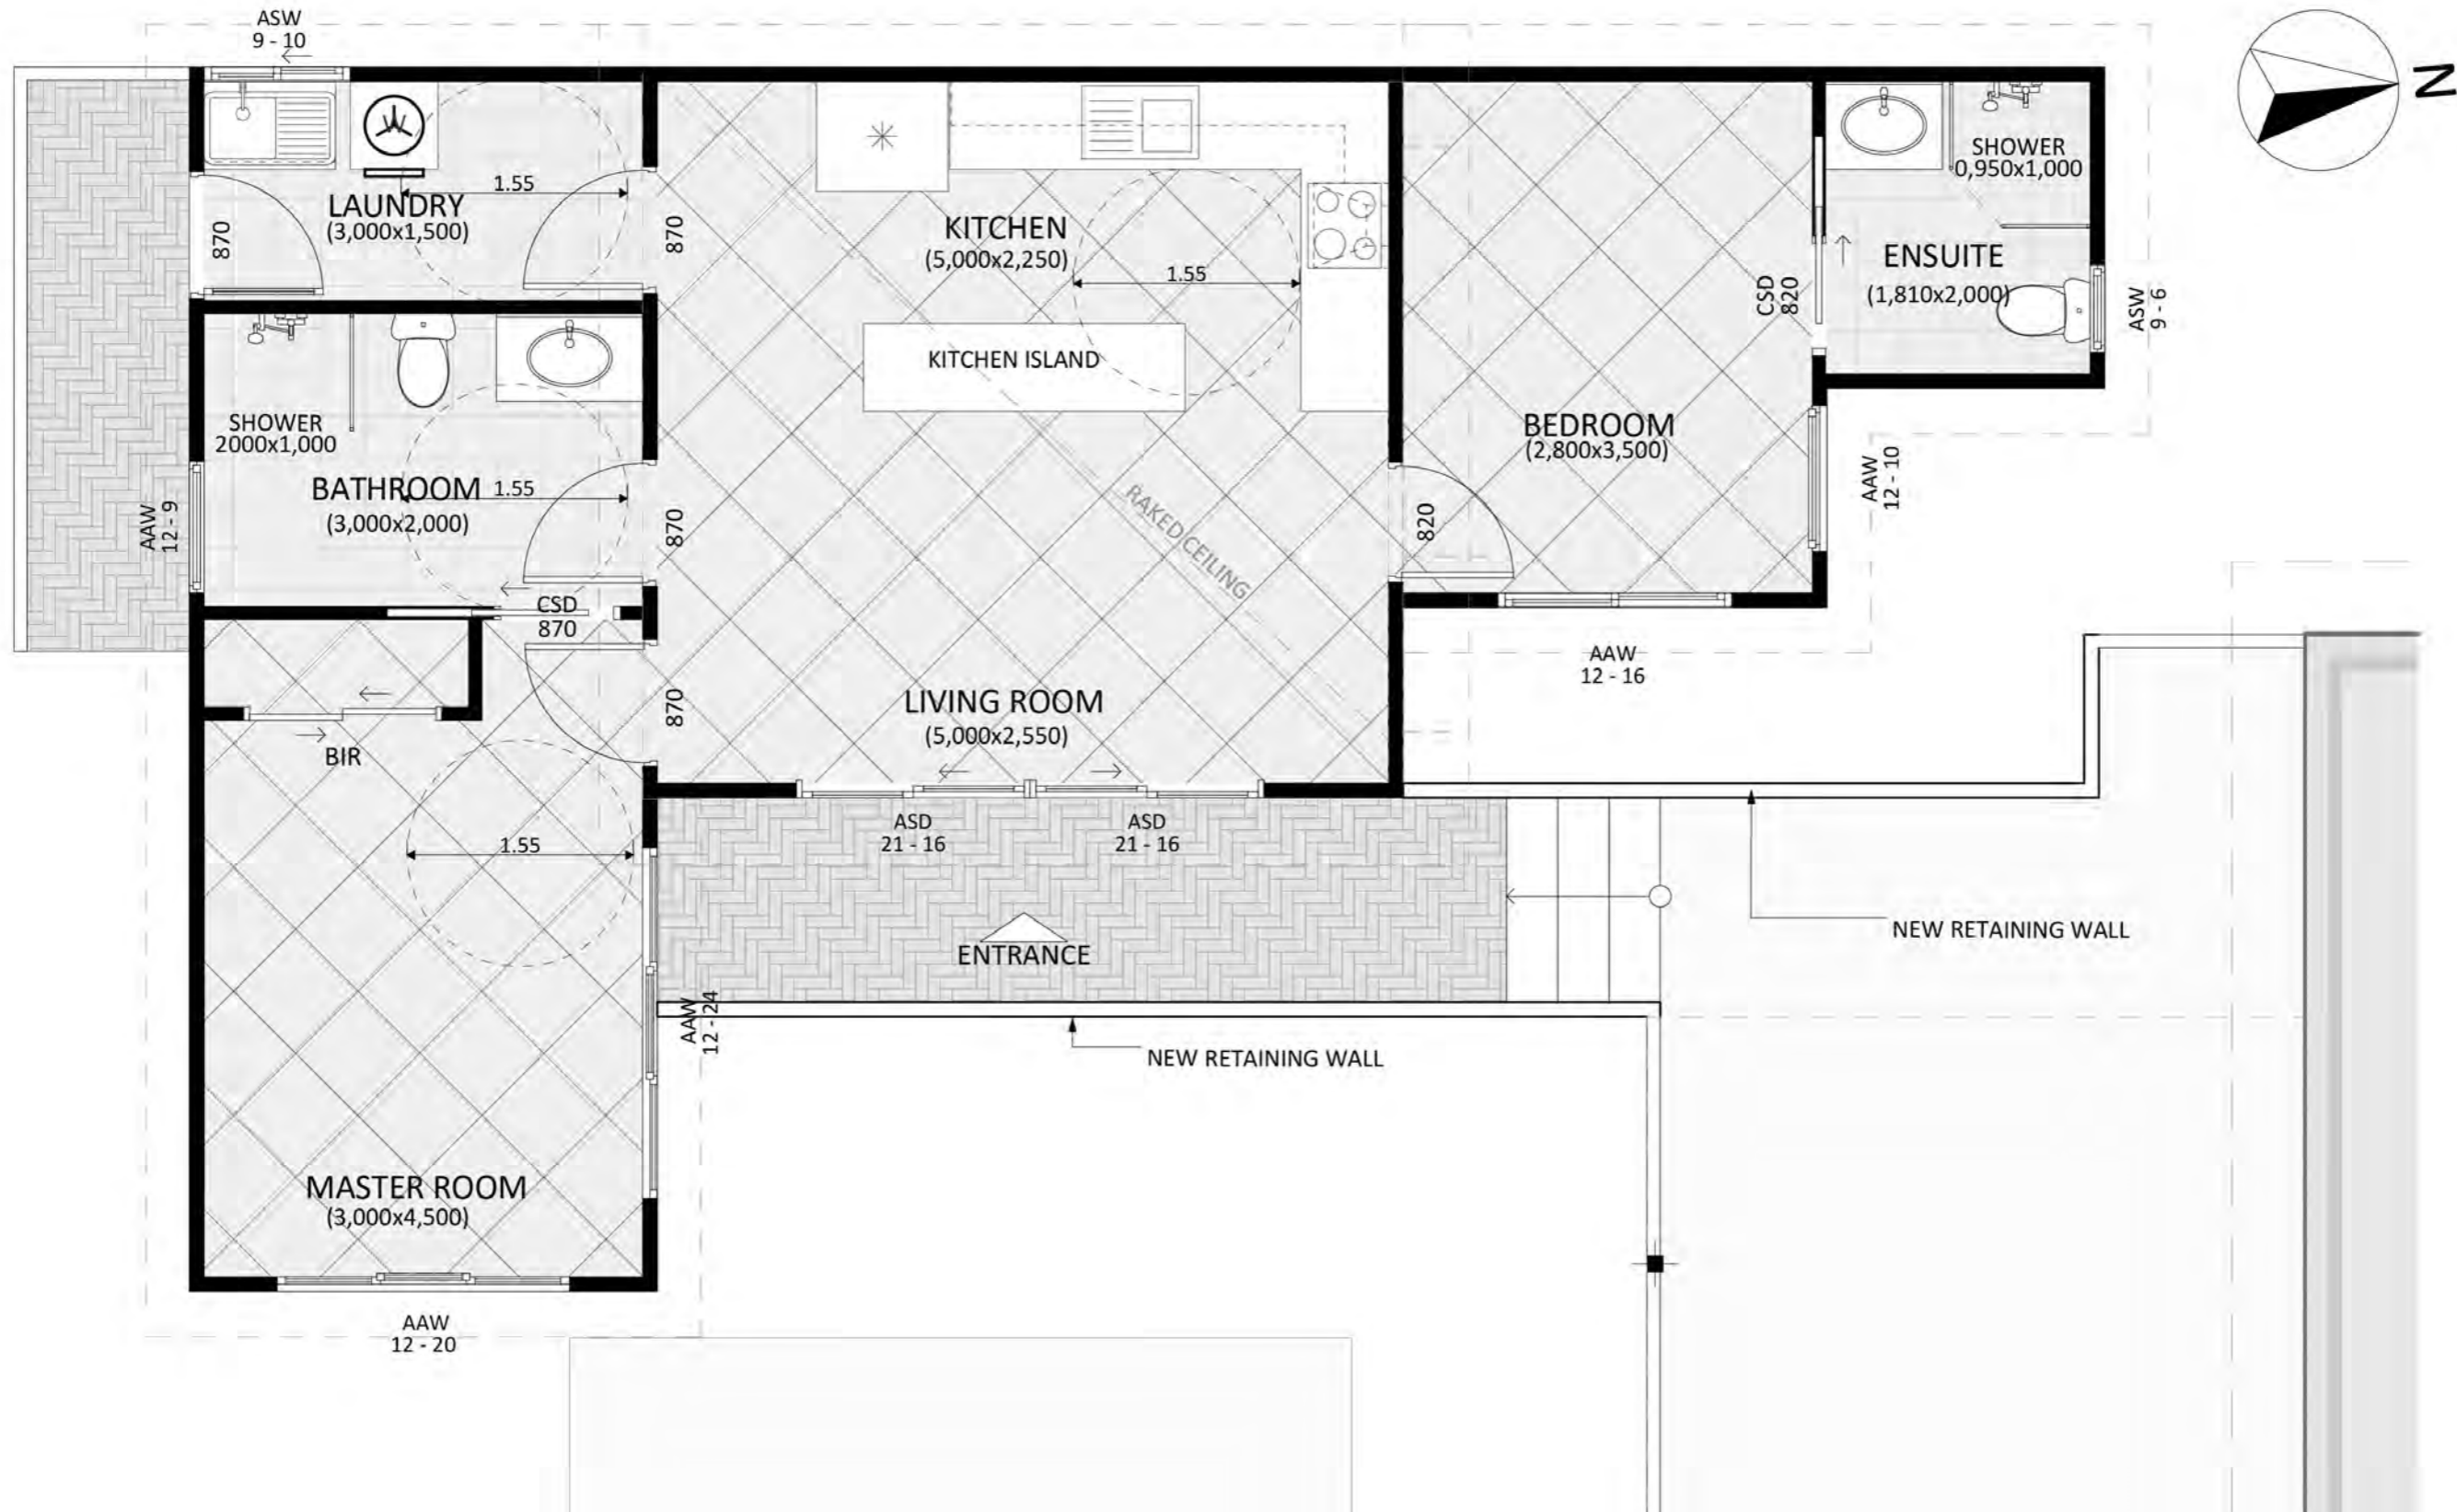 ASW
9 - 10
N
SHOWER
0,950x1,000
1.55
LAUNDRY
(3,000x1,500)
870
870
KITCHEN
(5,000x2,250)
1.55
ENSUITE
(1,810x2,000)
CSD
820
ASW
9 - 6
KITCHEN ISLAND
SHOWER
2000x1,000
BEDROOM
(2,800x3,500)
BATHROOM
(3,000x2,000)
1.55
AAW
12 - 9
870
RAKED CEILING
820
AAW
12 - 10
CSD
870
AAW
12 - 16
870
LIVING ROOM
(5,000x2,550)
BIR
1.55
ASD
21 - 16
ASD
21 - 16
ENTRANCE
NEW RETAINING WALL
AAW
12 - 24
NEW RETAINING WALL
MASTER ROOM
(3,000x4,500)
AAW
12 - 20